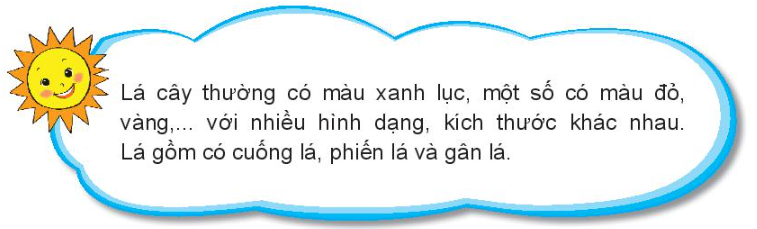 Lá cây thường có màu xanh lục, một số có màu đỏ,
vàng,... với nhiều hình dạng, kích thước khác nhau.
Lá gồm có cuống lá, phiến lá và gân lá.